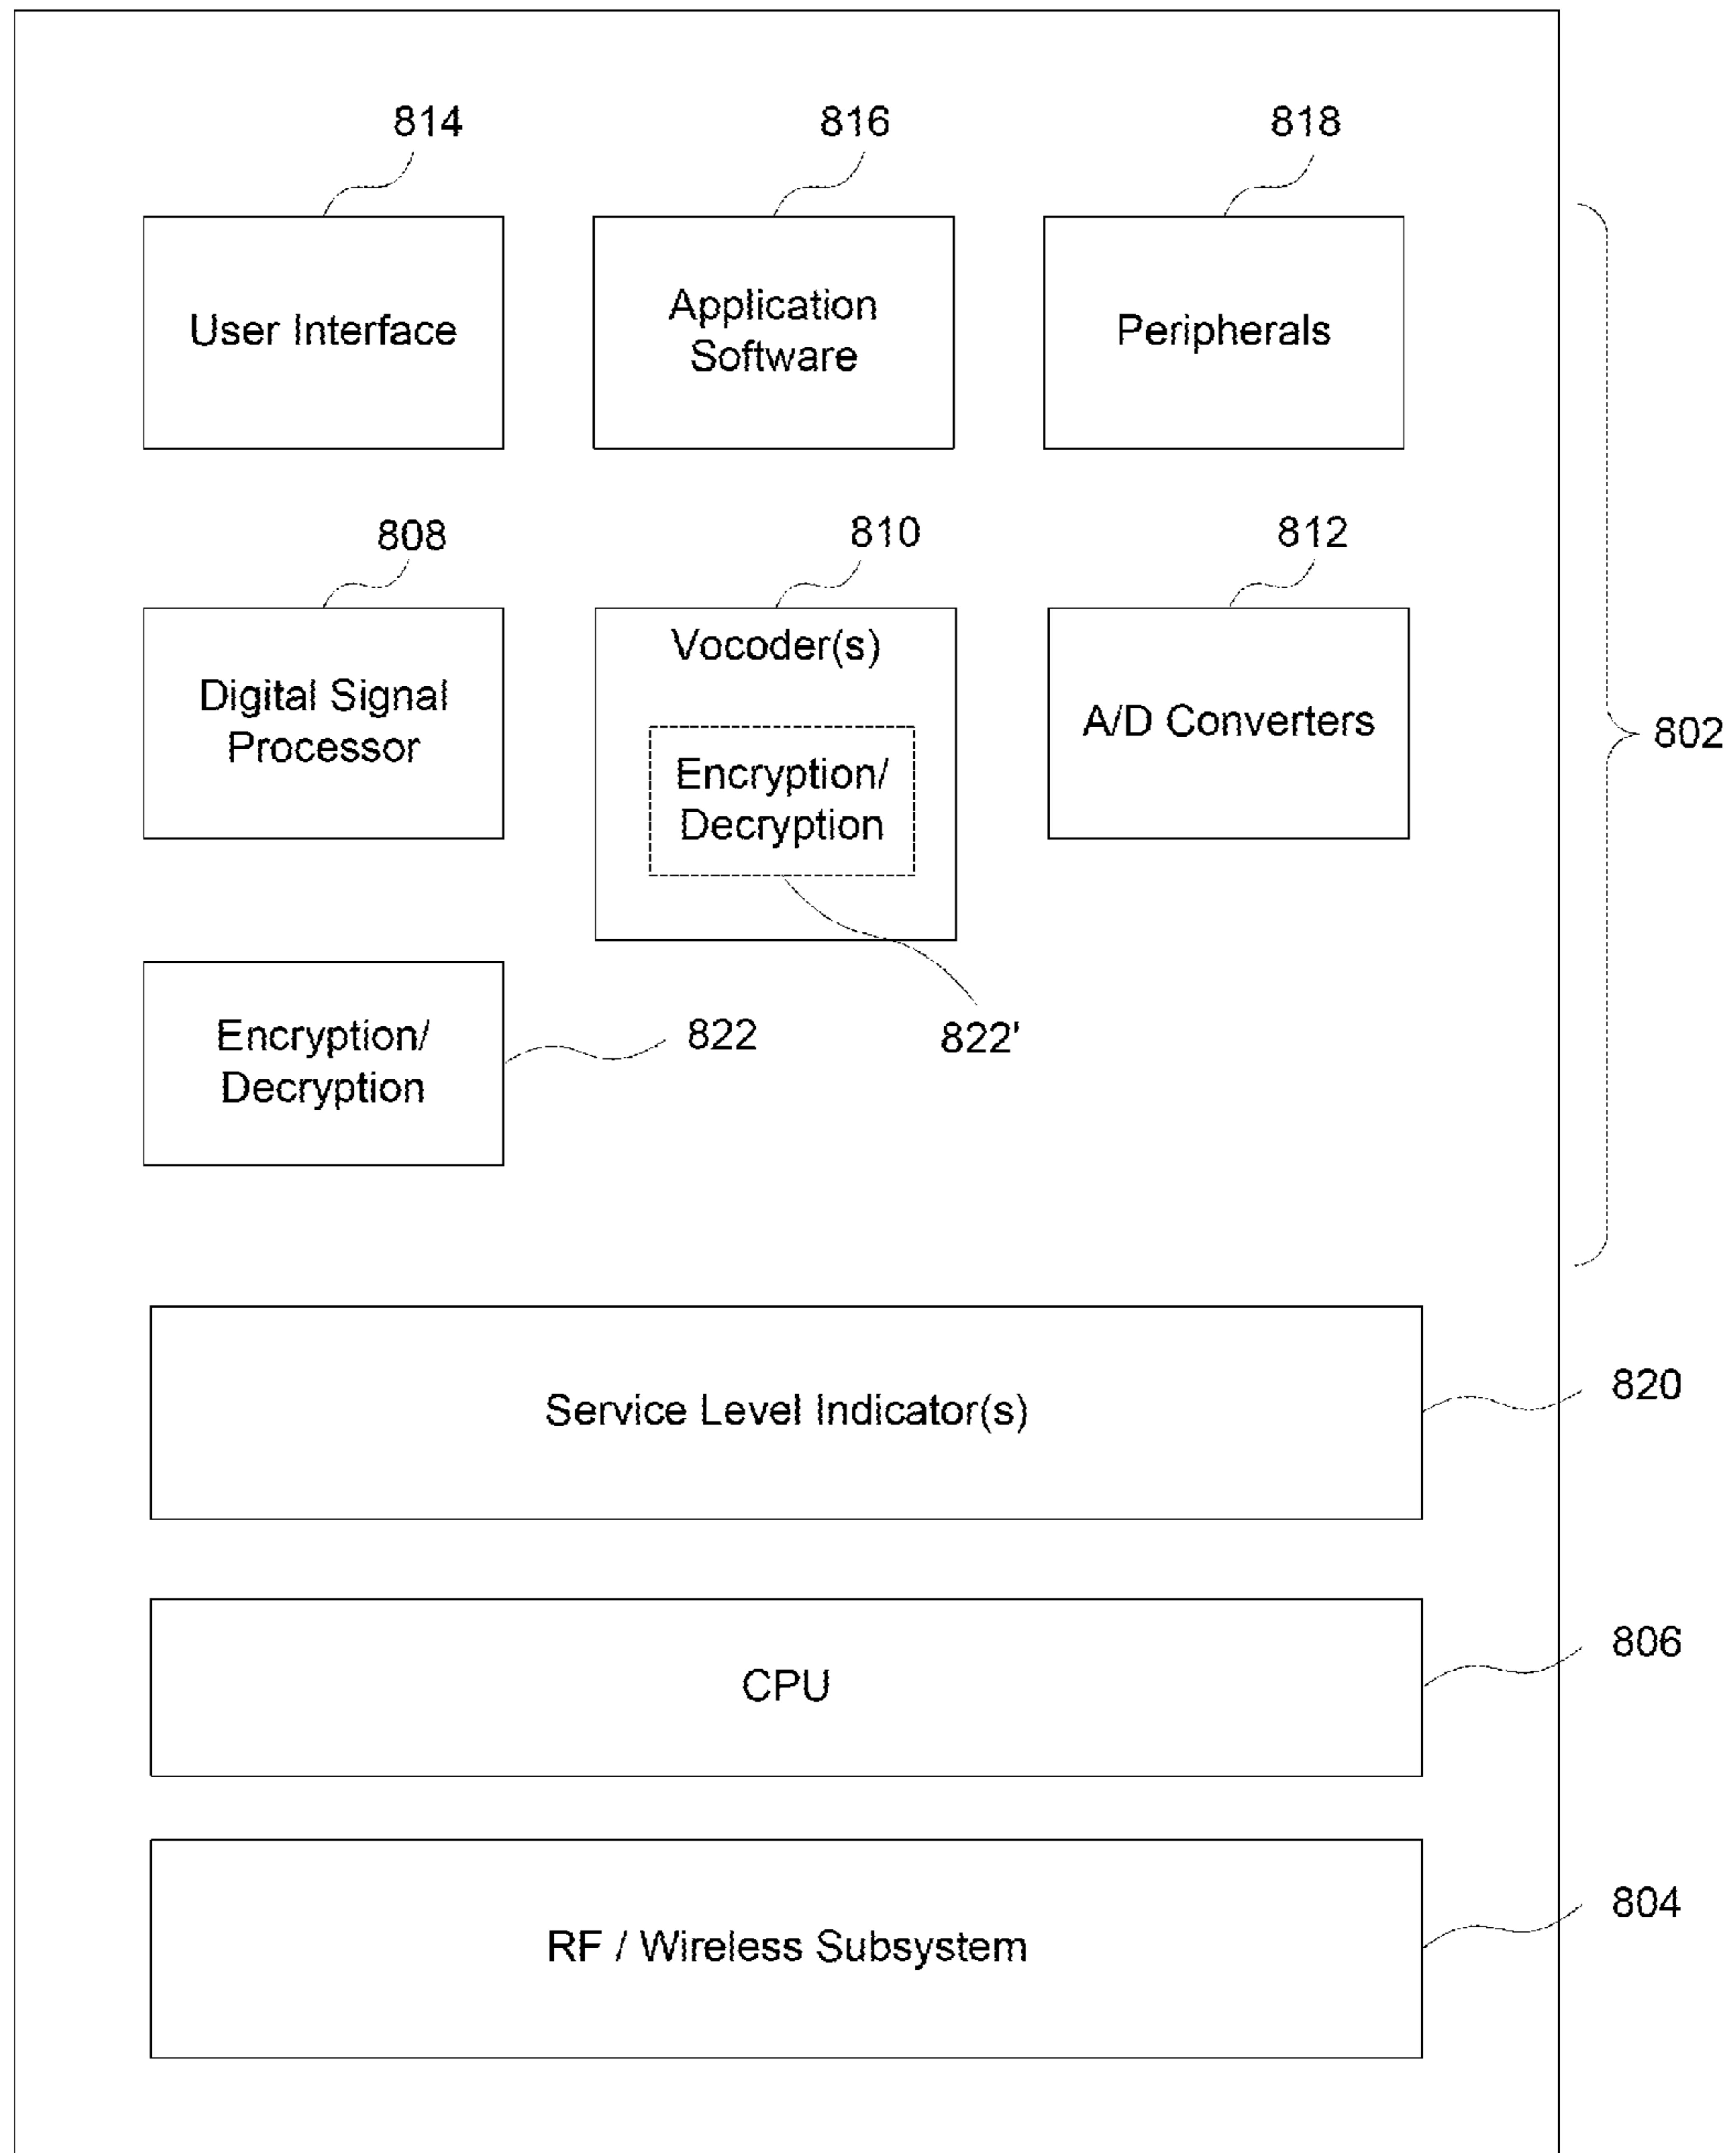 814
816
818
User Interface
Application
Software
Peripherals
802
808
810
812
Digital Signal
Processor
Vocoder(s)
Encryption/
Decryption
A/D Converters
822'
Encryption/
Decryption
822
Service Level Indicator(s)
820
CPU
806
RF / Wireless Subsystem
804